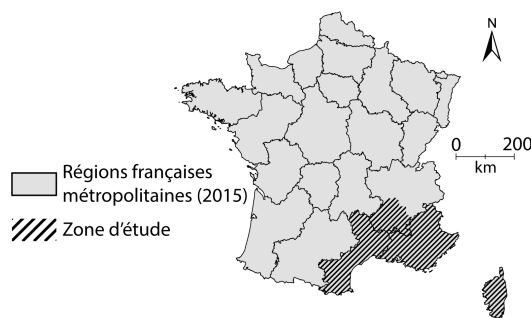 N
0 200
km
Régions françaises
métropolitaines (2015)
Zone d'étude